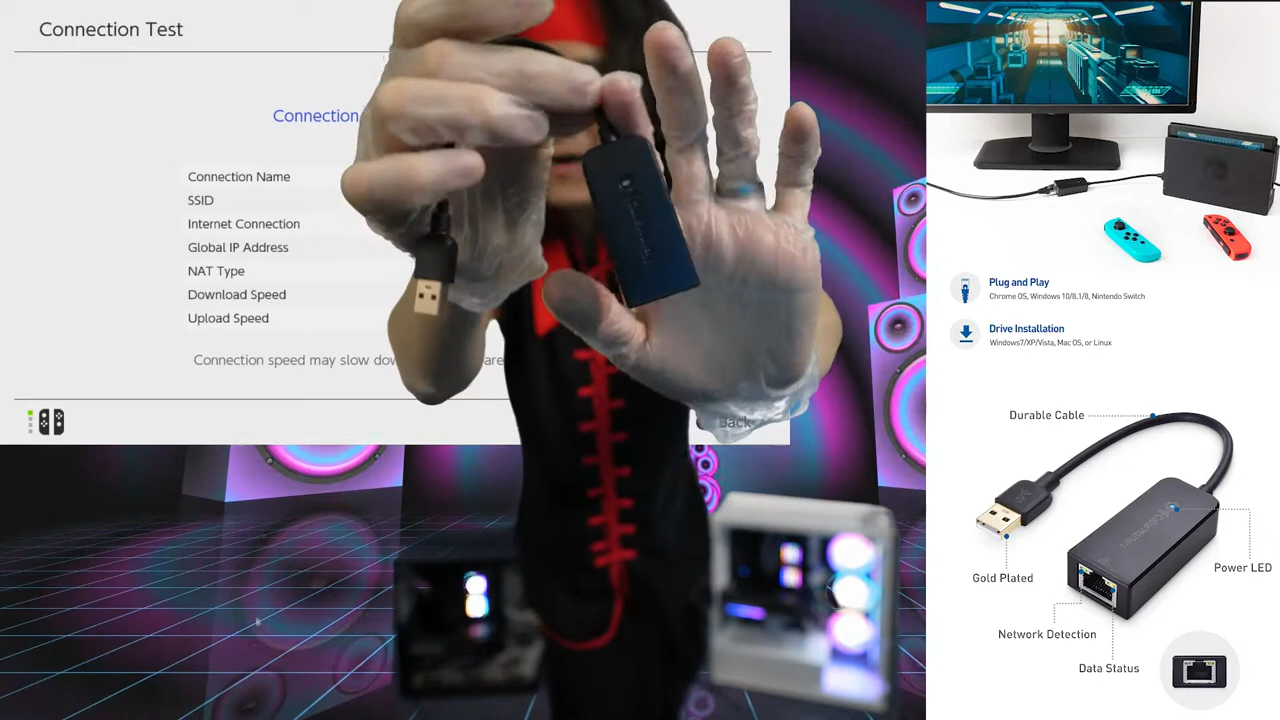 Connection Test
Connection
Connection Name
SSID
Internet Connection
Global IP Address
NAT Type
Download Speed
Upload Speed
Connection speed may slow dow
are
Back
Plug and Play
Chrome OS, Windows 10/8.1/8, Nintendo Switch
Drive Installation
Windows7/XP/Vista, Mac OS, or Linux
Durable Cable
Gold Plated
Power LED
Network Detection
Data Status